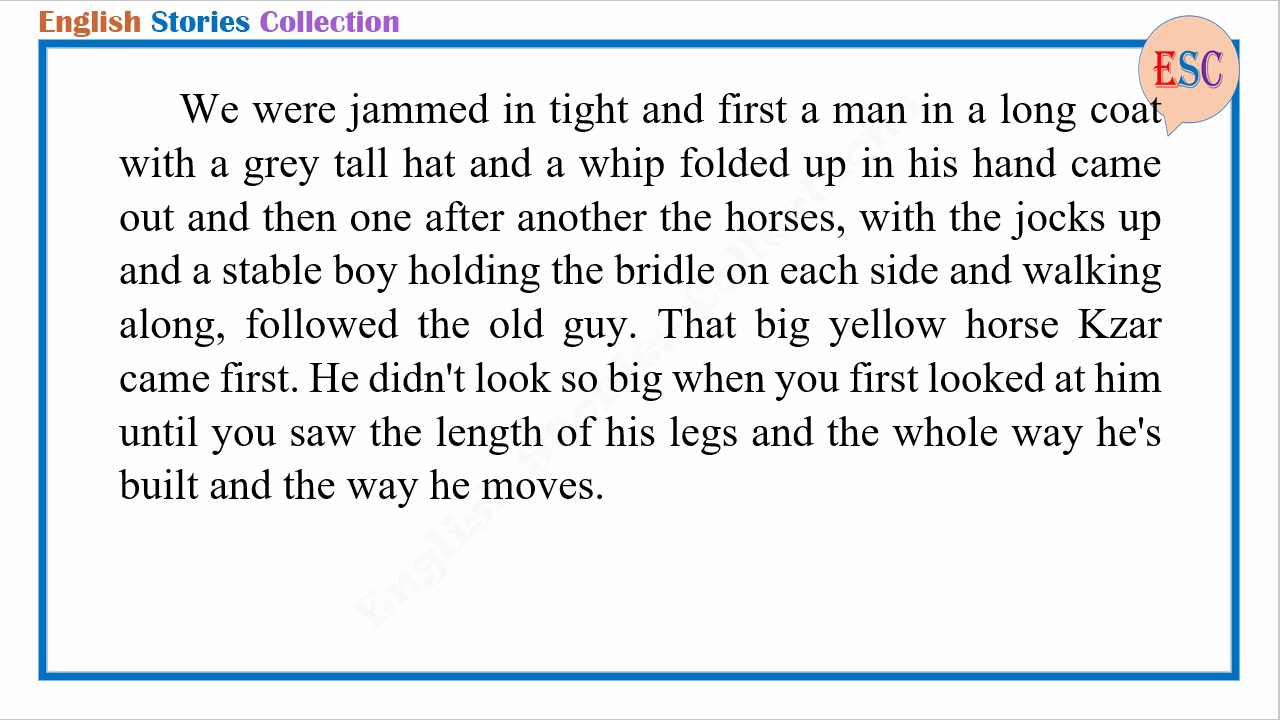 English Stories Collection
ESC
We were jammed in tight and first a man in a long coat
with a grey tall hat and a whip folded up in his hand came
out and then one after another the horses, with the jocks up
and a stable boy holding the bridle on each side and walking
along, followed the old guy. That big yellow horse Kzar
came first. He didn't look so big when you first looked at him
until you saw the length of his legs and the whole way he's
built and the way he moves.
English Stories Collections